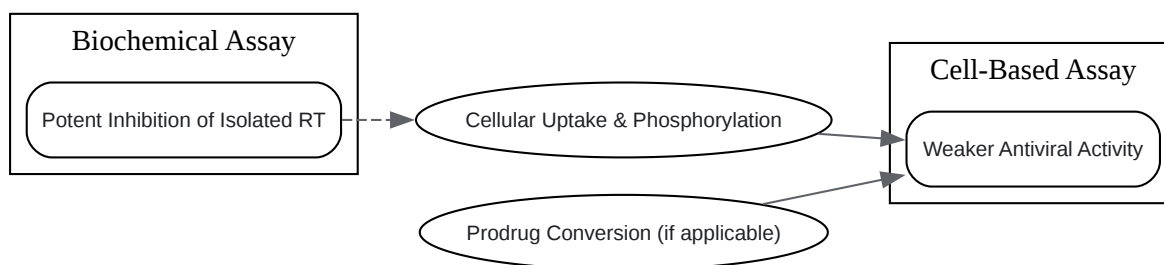 Biochemical Assay
Potent Inhibition of Isolated RT
Cellular Uptake & Phosphorylation
Prodrug Conversion (if applicable)
Cell-Based Assay
Weaker Antiviral Activity